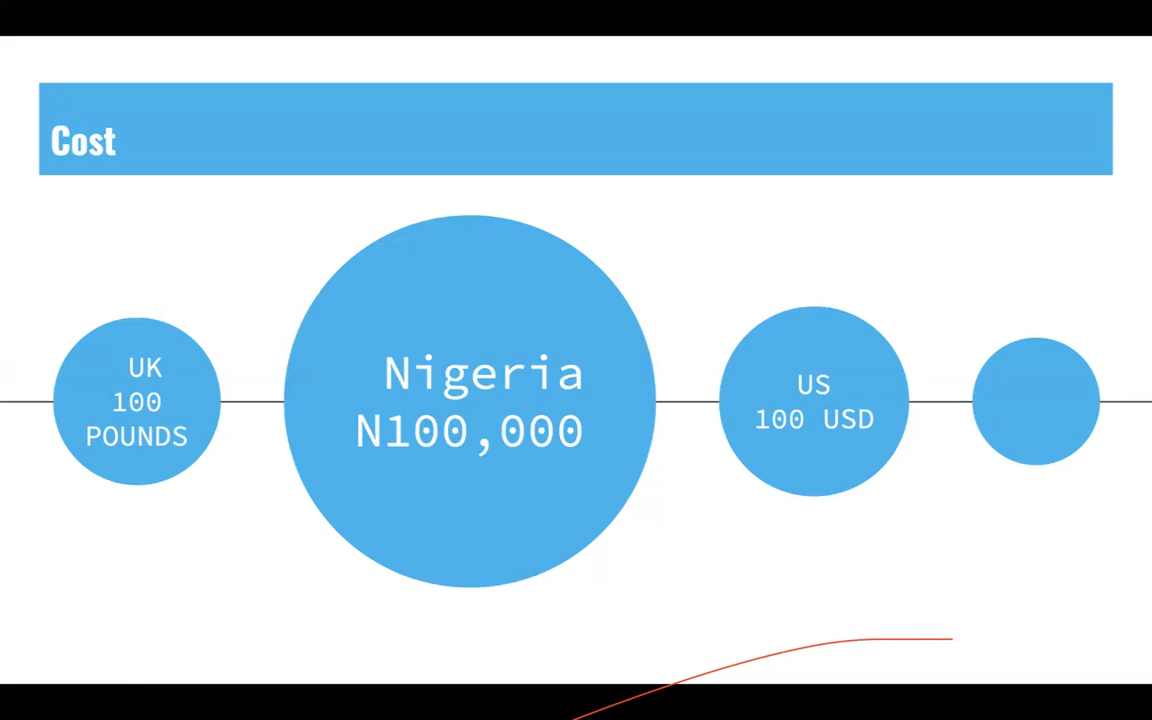 Cost
UK
100
POUNDS
Nigeria
N100,000
US
100 USD